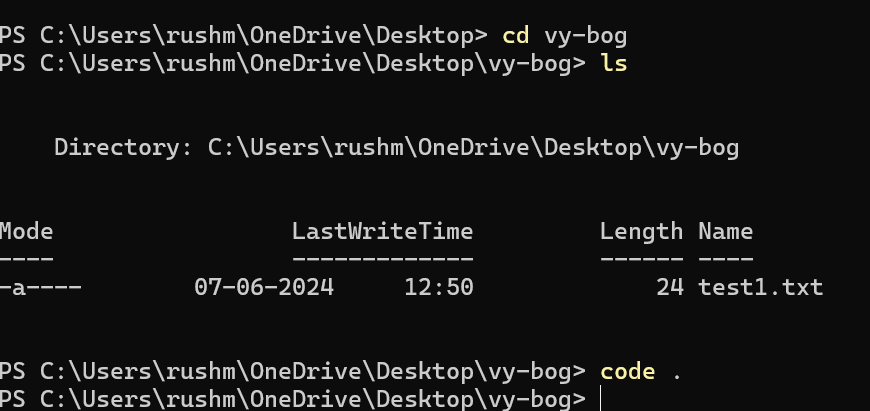 PS C:\Users\rushm\OneDrive\Desktop> cd vy-bog
PS C:\Users\rushm\OneDrive\Desktop\vy-bog> ls
Directory: C:\Users\rushm\OneDrive\Desktop\vy-bog
Mode LastWriteTime Length Name
---- ------------- ------ ----
-a---- 07-06-2024 12:50 24 test1.txt
PS C:\Users\rushm\OneDrive\Desktop\vy-bog> code .
PS C:\Users\rushm\OneDrive\Desktop\vy-bog>